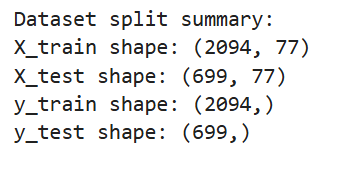 Dataset split summary:
X_train shape: (2094, 77)
X_test shape: (699, 77)
y_train shape: (2094,)
y_test shape: (699,)